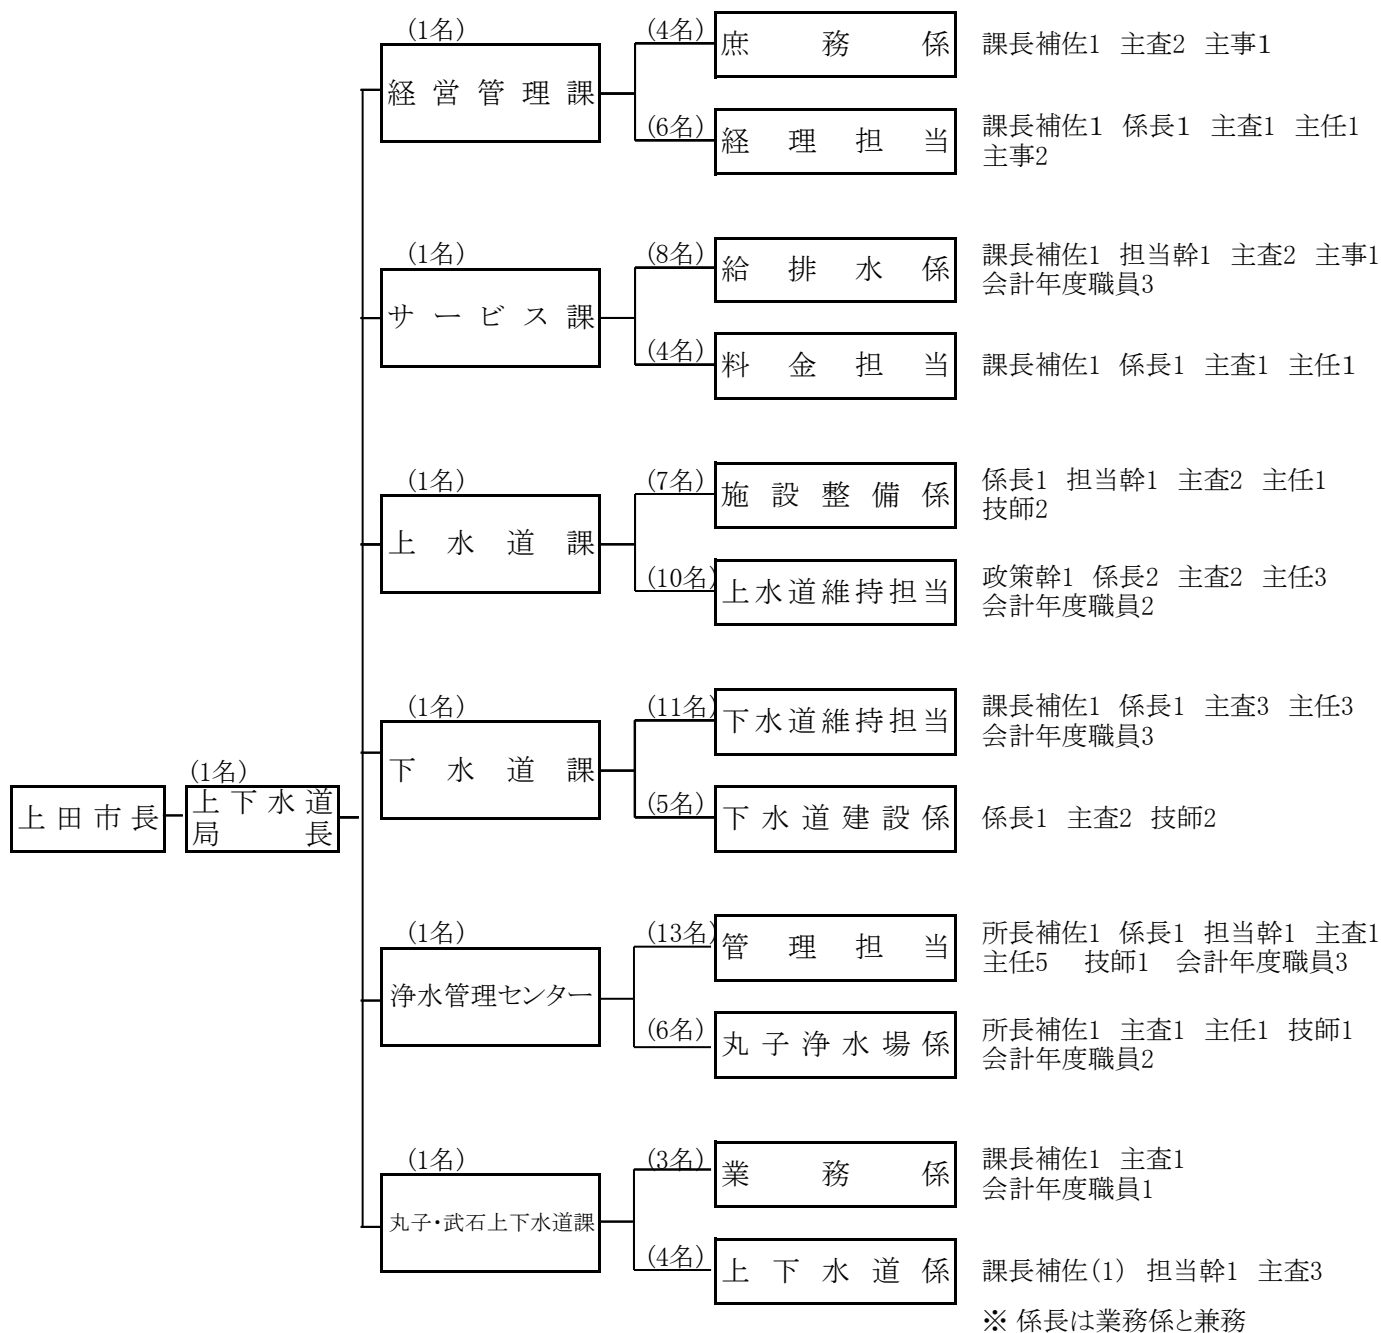 (1名)
経営管理課
(4名)
庶務係
課長補佐1 主査2 主事1
(6名)
経理担当
課長補佐1 係長1 主査1 主任1
主事2
(1名)
サービス課
(8名)
給排水係
課長補佐1 担当幹1 主査2 主事1
会計年度職員3
(4名)
料金担当
課長補佐1 係長1 主査1 主任1
(1名)
上水道課
(7名)
施設整備係
係長1 担当幹1 主査2 主任1
技師2
(10名)
上水道維持担当
政策幹1 係長2 主査2 主任3
会計年度職員2
上田市長
(1名)
上下水道
局長
(1名)
下水道課
(11名)
下水道維持担当
課長補佐1 係長1 主査3 主任3
会計年度職員3
(5名)
下水道建設係
係長1 主査2 技師2
(1名)
浄水管理センター
(13名)
管理担当
所長補佐1 係長1 担当幹1 主査1
主任5 技師1 会計年度職員3
(6名)
丸子浄水場係
所長補佐1 主査1 主任1 技師1
会計年度職員2
(1名)
丸子・武石上下水道課
(3名)
業務係
課長補佐1 主査1
会計年度職員1
(4名)
上下水道係
課長補佐(1) 担当幹1 主査3
※ 係長は業務係と兼務